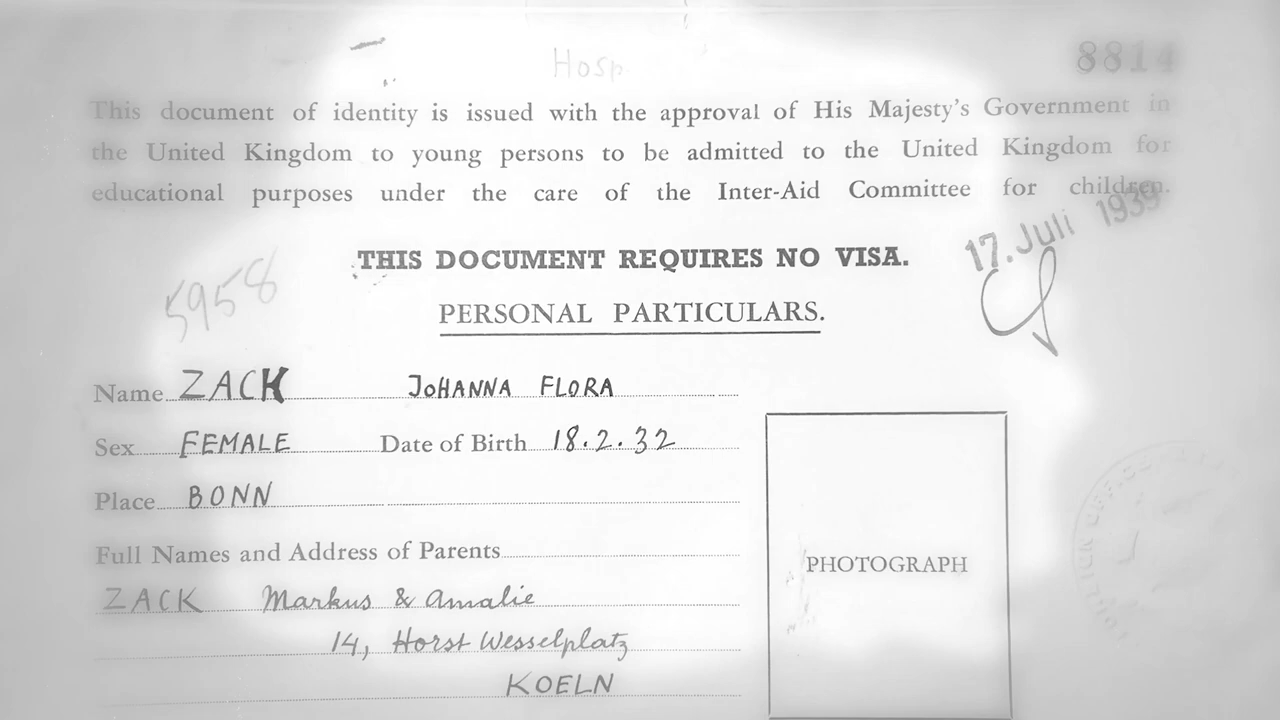 Hosp
8814
This document of identity is issued with the approval of His Majesty's Government in
the United Kingdom to young persons to be admitted to the United Kingdom for
educational purposes under the care of the Inter-Aid Committee for children.
17. Juli 1939
THIS DOCUMENT REQUIRES NO VISA.
5958
PERSONAL PARTICULARS.
Name ZACK JOHANNA FLORA
Sex FEMALE Date of Birth 18.2.32
Place BONN
Full Names and Address of Parents
ZACK Markus & Amalie
14, Horst Wesselplatz
KOELN
PHOTOGRAPH